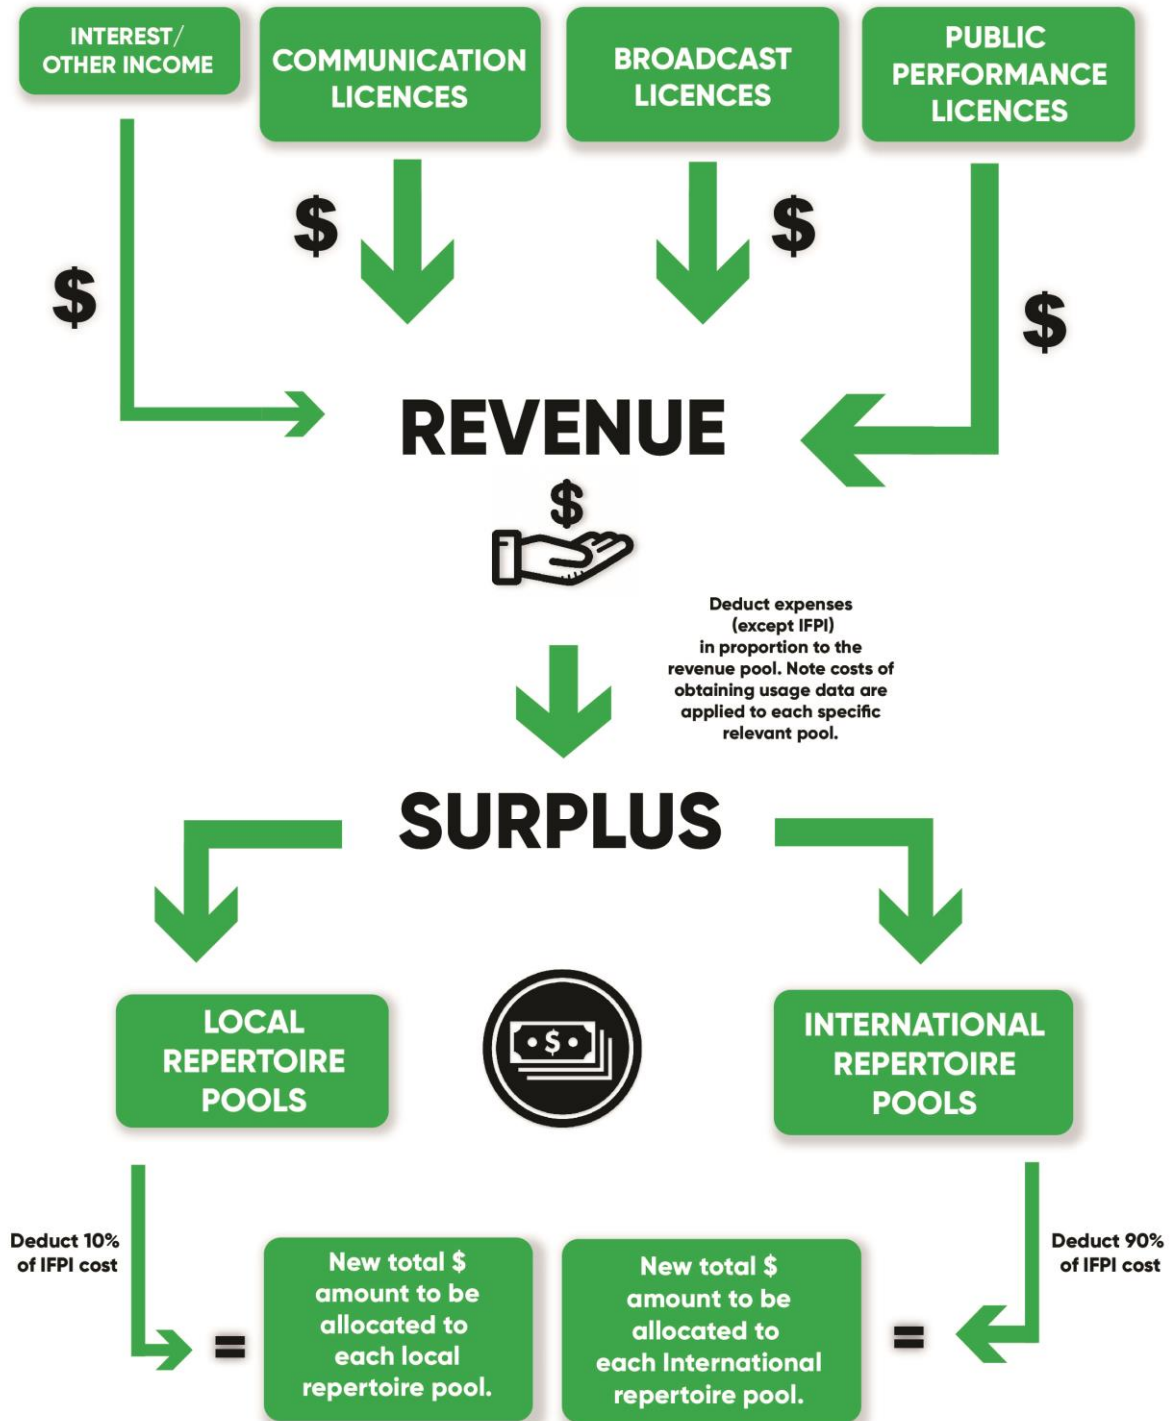 INTEREST/
OTHER INCOME
COMMUNICATION
LICENCES
BROADCAST
LICENCES
PUBLIC
PERFORMANCE
LICENCES
$
$
$
$
REVENUE
$
Deduct expenses
(except IFPI)
in proportion to the
revenue pool. Note costs of
obtaining usage data are
applied to each specific
relevant pool.
SURPLUS
LOCAL
REPERTOIRE
POOLS
$
INTERNATIONAL
REPERTOIRE
POOLS
Deduct 10%
of IFPI cost
=
New total $
amount to be
allocated to
each local
repertoire pool.
New total $
amount to be
allocated to
each International
repertoire pool.
=
Deduct 90%
of IFPI cost